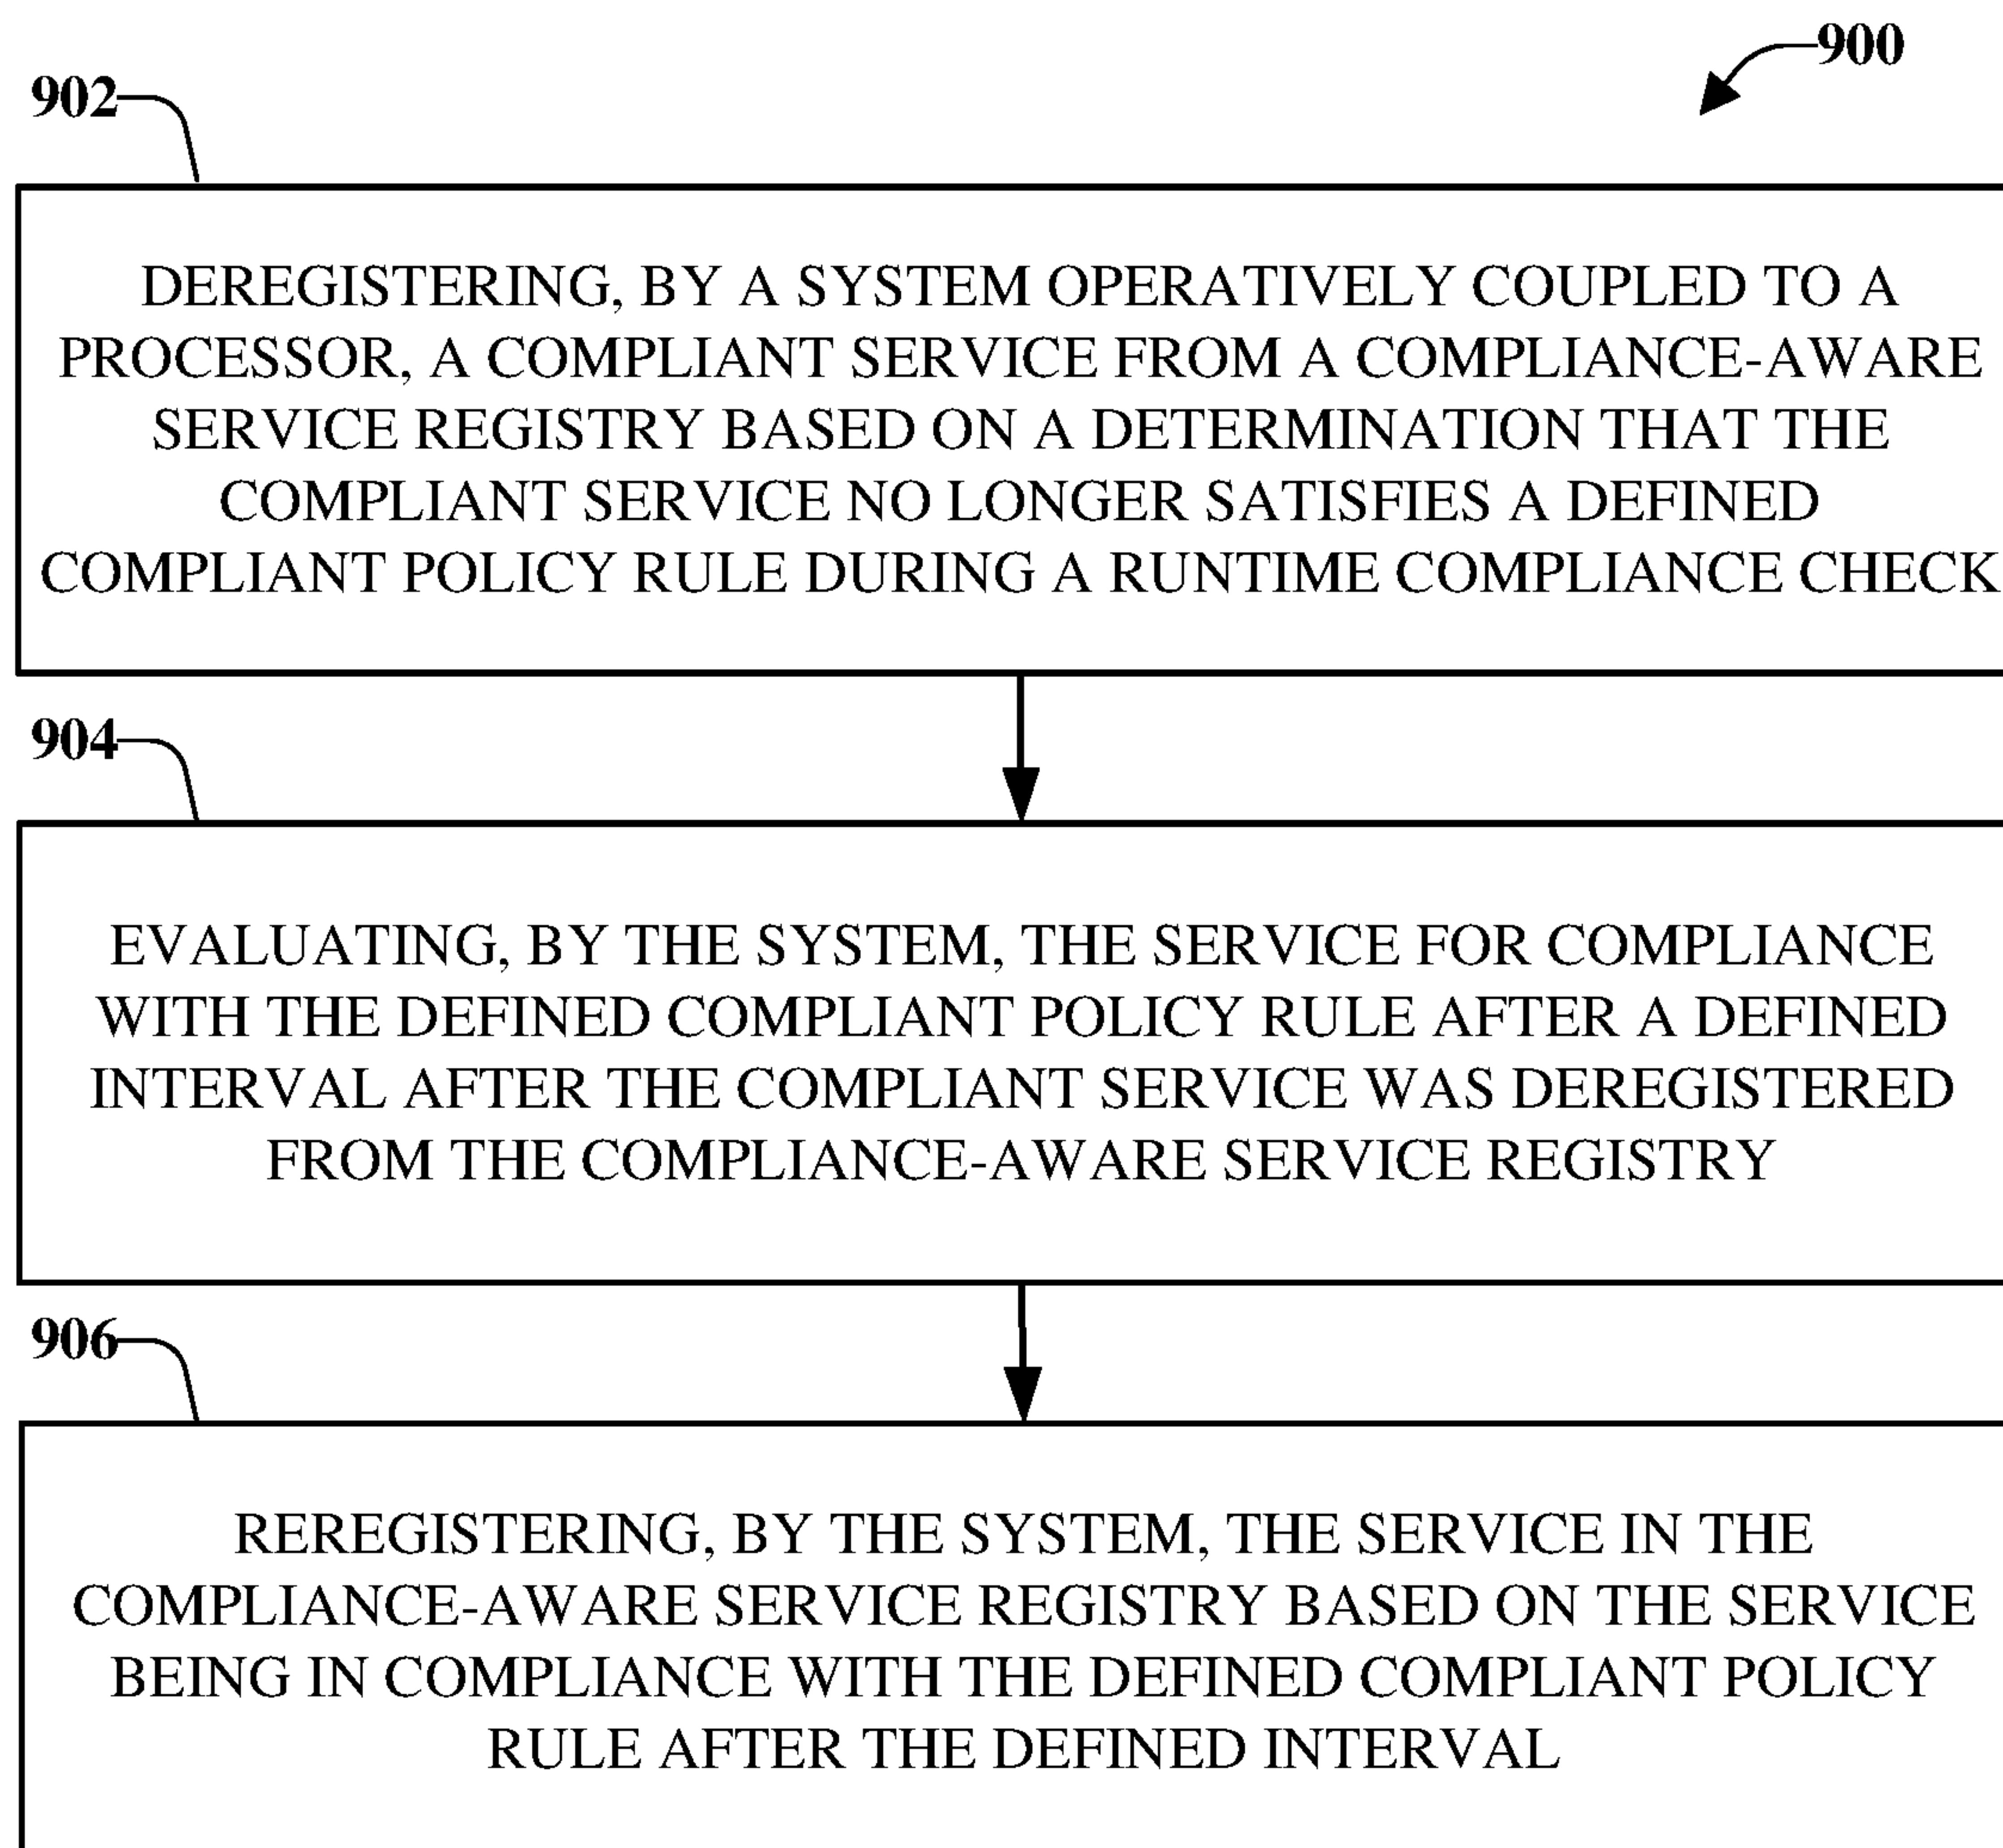 900
902
DEREGISTERING, BY A SYSTEM OPERATIVELY COUPLED TO A
PROCESSOR, A COMPLIANT SERVICE FROM A COMPLIANCE-AWARE
SERVICE REGISTRY BASED ON A DETERMINATION THAT THE
COMPLIANT SERVICE NO LONGER SATISFIES A DEFINED
COMPLIANT POLICY RULE DURING A RUNTIME COMPLIANCE CHECK
904
EVALUATING, BY THE SYSTEM, THE SERVICE FOR COMPLIANCE
WITH THE DEFINED COMPLIANT POLICY RULE AFTER A DEFINED
INTERVAL AFTER THE COMPLIANT SERVICE WAS DEREGISTERED
FROM THE COMPLIANCE-AWARE SERVICE REGISTRY
906
REREGISTERING, BY THE SYSTEM, THE SERVICE IN THE
COMPLIANCE-AWARE SERVICE REGISTRY BASED ON THE SERVICE
BEING IN COMPLIANCE WITH THE DEFINED COMPLIANT POLICY
RULE AFTER THE DEFINED INTERVAL